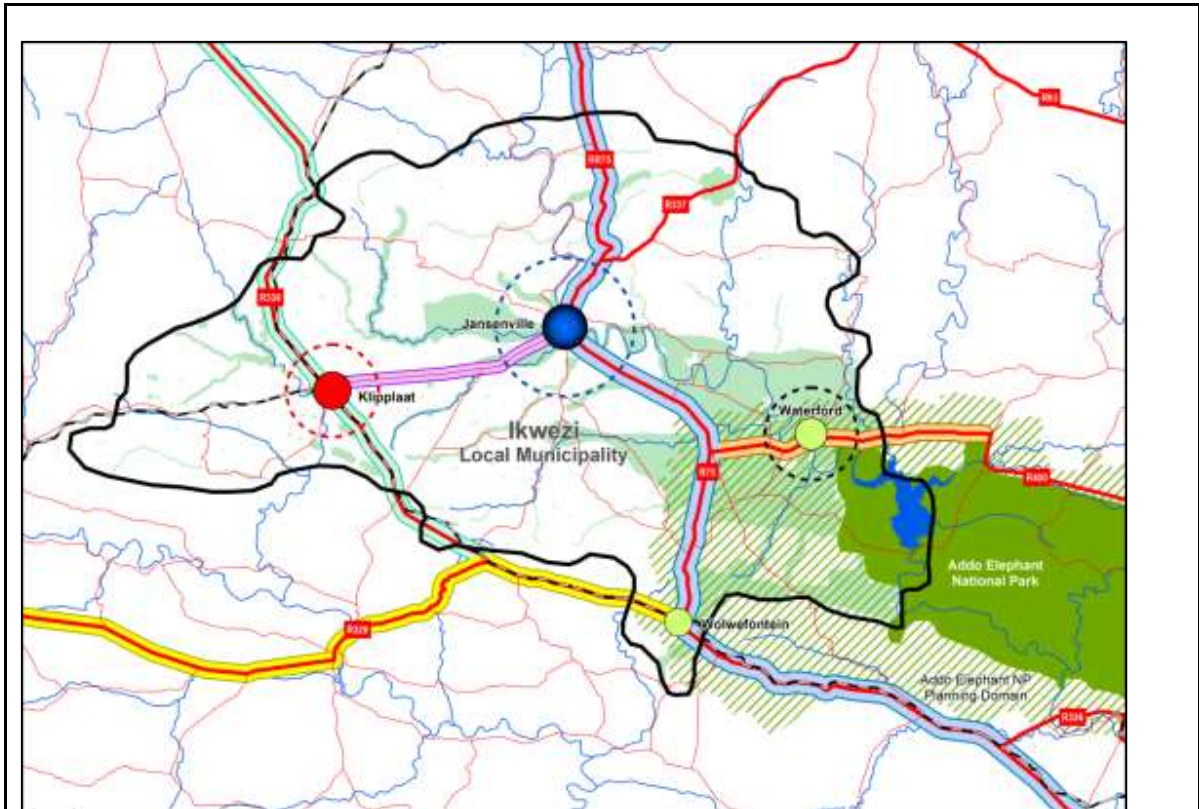 R63
RR75
R337
R338
Jansenville
Klipplaat
Waterford
Ikwezi
Local Municipality
R75
R400
Addo Elephant
National Park
Wolwefontein
R329
Addo Elephant NP
Planning Domain
R336